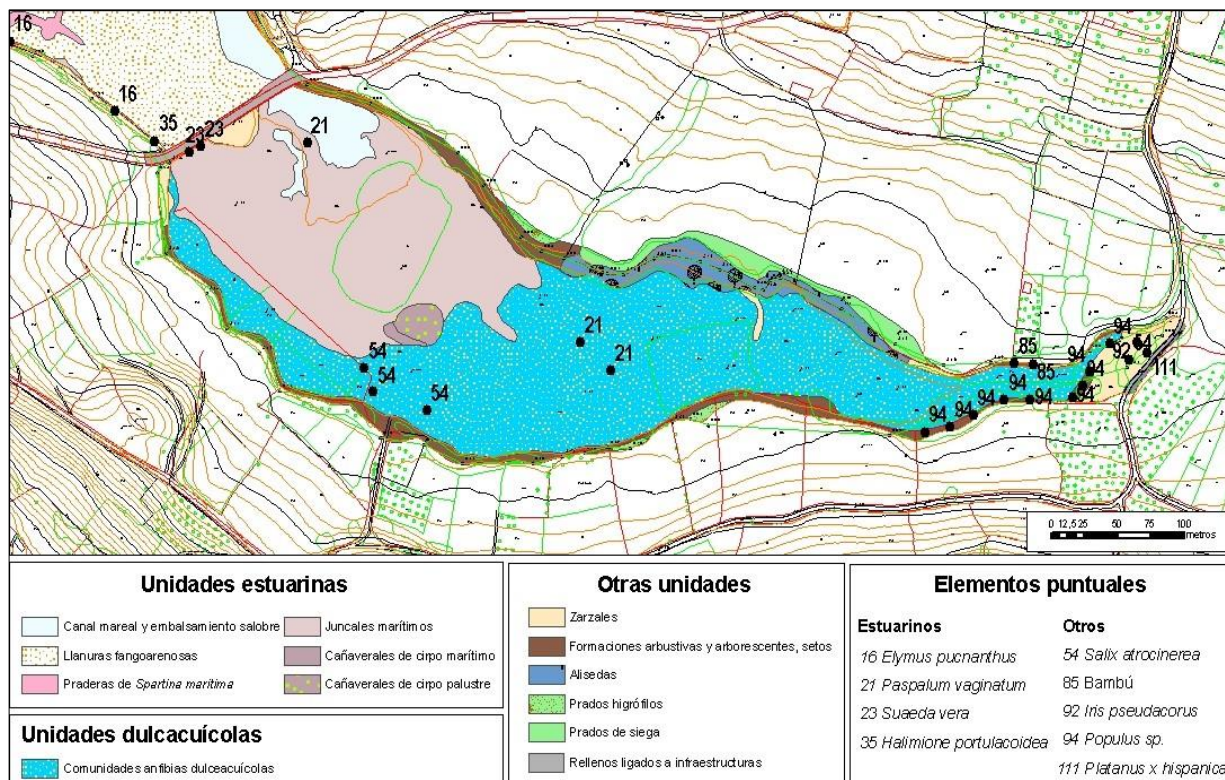 16
16
35
23
23
21
54
54
54
21
21
85
85
94
94
94
94
94
94
94
94
94
92
54
111
0 12,5 25 50 75 100
metros
Unidades estuarinas
Canal mareal y embalsamiento salobre
Juncales marítimos
Llanuras fangoarenosas
Cañaverales de cirpo marítimo
Praderas de Spartina marítima
Cañaverales de cirpo palustre
Unidades dulcacuícolas
Comunidades anfibias dulceacuícolas
Otras unidades
Zarzales
Formaciones arbustivas y arborescentes, setos
Alisedas
Prados higrófilos
Prados de siega
Rellenos ligados a infraestructuras
Elementos puntuales
Estuarinos
16 Elymus pucnanthus
21 Paspalum vaginatum
23 Suaeda vera
35 Halimione portulacoidea
Otros
54 Salix atrocinerea
85 Bambú
92 Iris pseudacorus
94 Populus sp.
111 Platanus x hispanica